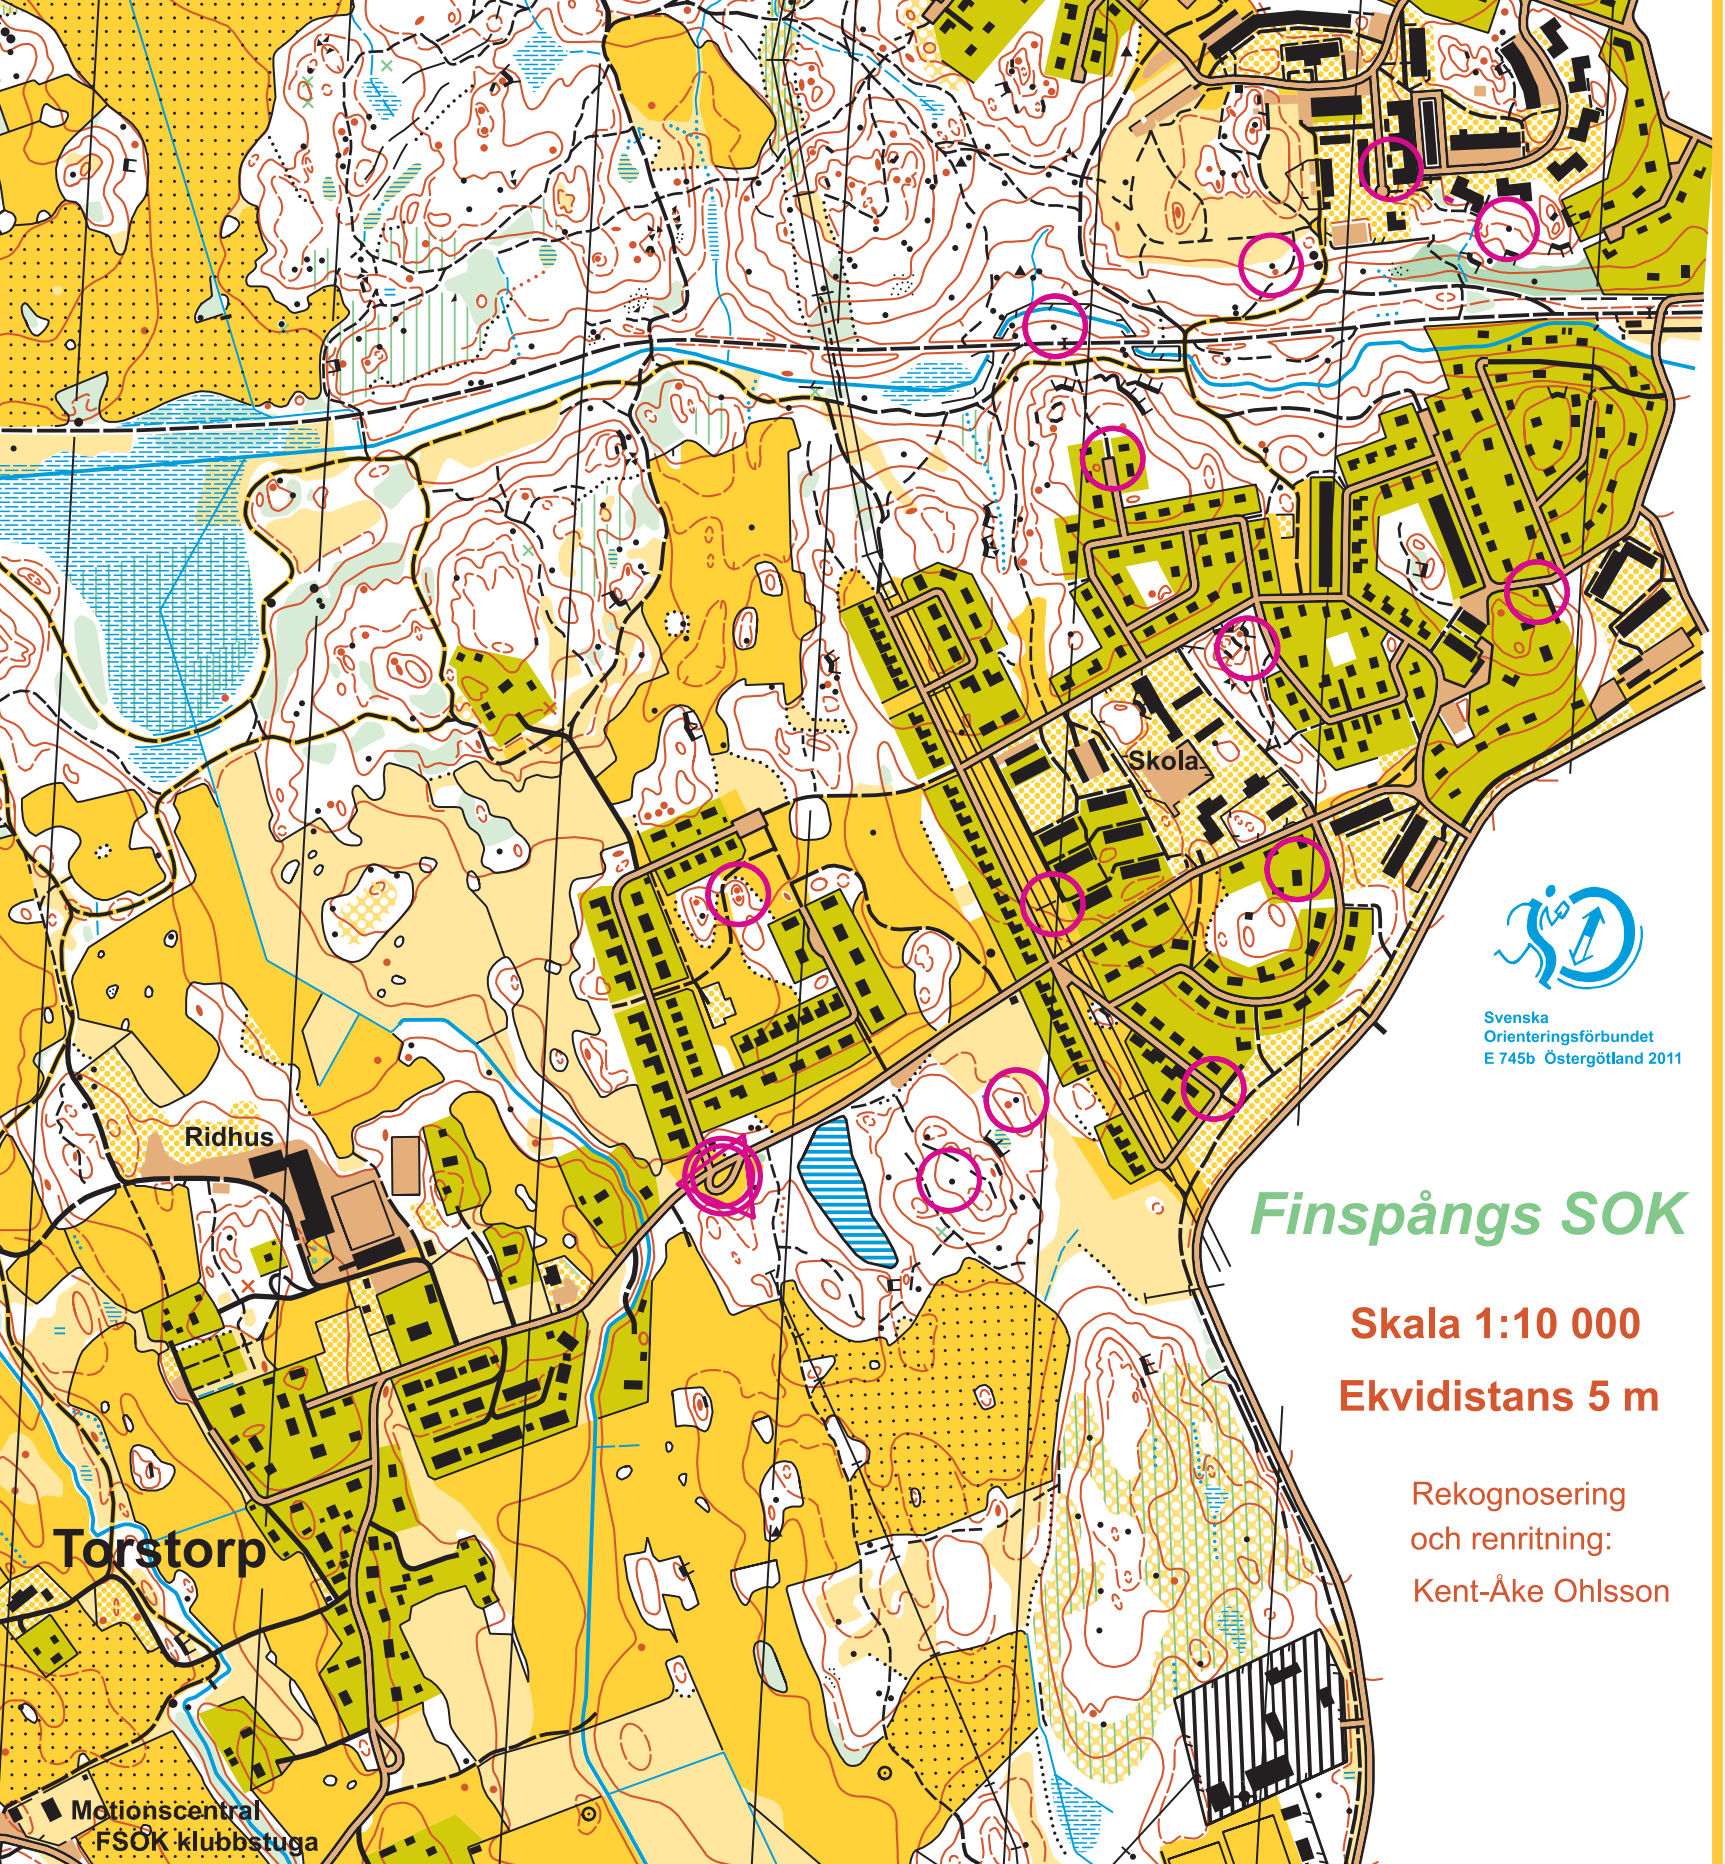 Skola
Svenska
Orienteringsförbundet
E 745b Östergötland 2011
Ridhus
Finspångs SOK
Skala 1:10 000
Ekvidistans 5 m
Rekognosering
och renritning:
Kent-Åke Ohlsson
Torstorp
Motionscentral
FSOK klubbstuga